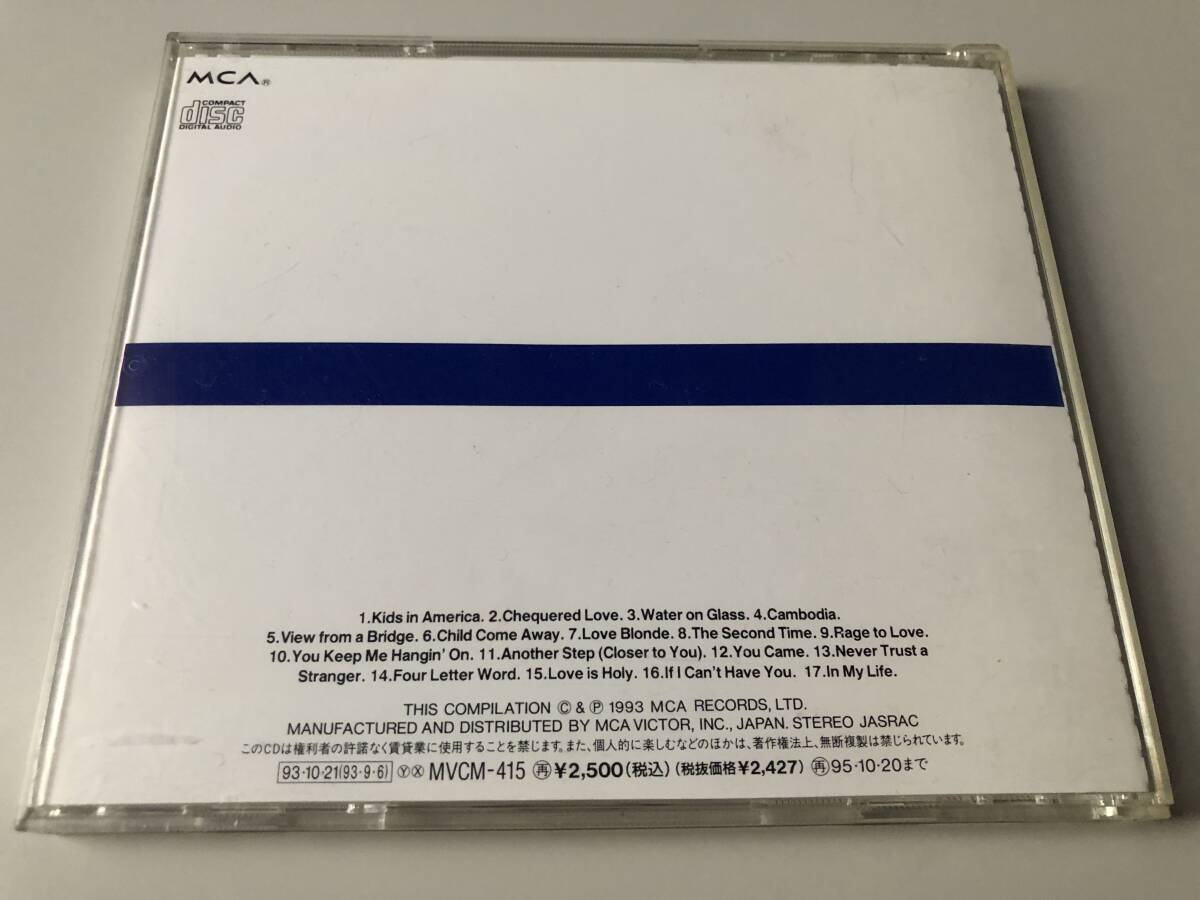 MCA®
COMPACT
disc
DIGITAL AUDIO
1.Kids in America. 2.Chequered Love. 3.Water on Glass. 4.Cambodia.
5.View from a Bridge. 6.Child Come Away. 7.Love Blonde. 8.The Second Time. 9.Rage to Love.
10.You Keep Me Hangin' On. 11.Another Step (Closer to You). 12.You Came. 13.Never Trust a
Stranger. 14.Four Letter Word. 15.Love is Holy. 16.If I Can't Have You. 17.In My Life.
THIS COMPILATION © & ℗ 1993 MCA RECORDS, LTD.
MANUFACTURED AND DISTRIBUTED BY MCA VICTOR, INC., JAPAN. STEREO JASRAC
このCDは権利者の許諾なく賃貸業に使用することを禁じます。また、個人的に楽しむなどのほかは、著作権法上、無断複製は禁じられています。
93·10·21(93·9·6) ⓎⓍ MVCM-415 ㊢¥2,500(税込)(税抜価格¥2,427) 再95·10·20まで